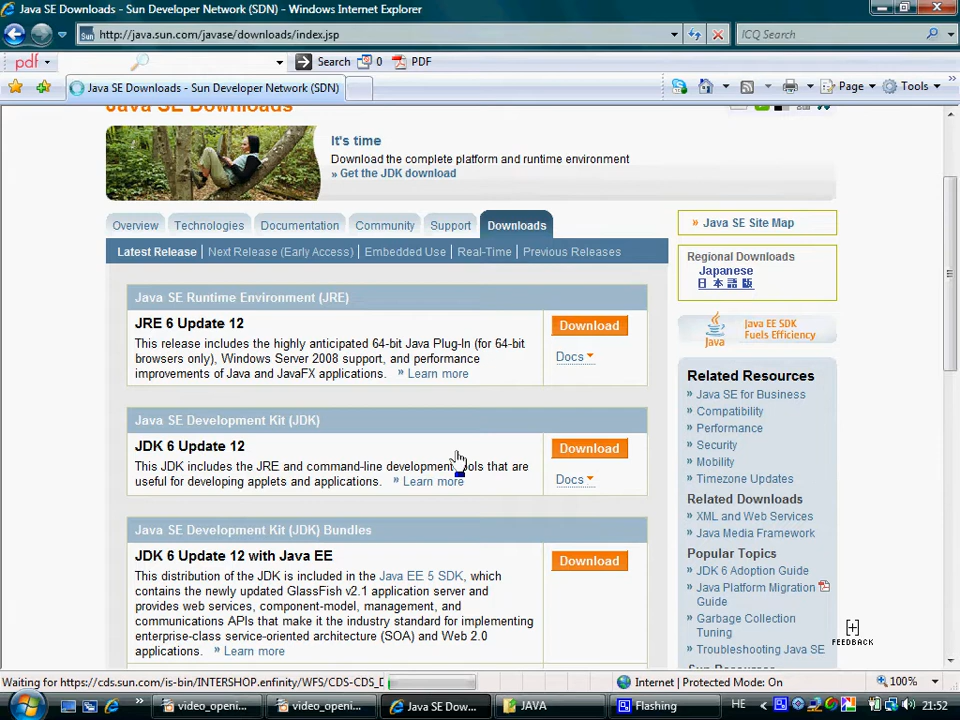 Java SE Downloads - Sun Developer Network (SDN) - Windows Internet Explorer
http://java.sun.com/javase/downloads/index.jsp
ICQ Search
pdf
Search
0
PDF
Java SE Downloads - Sun Developer Network (SDN)
Page
Tools
Java SE Downloads
It's time
Download the complete platform and runtime environment
» Get the JDK download
Overview
Technologies
Documentation
Community
Support
Downloads
Latest Release
Next Release (Early Access)
Embedded Use
Real-Time
Previous Releases
Java SE Runtime Environment (JRE)
JRE 6 Update 12
This release includes the highly anticipated 64-bit Java Plug-In (for 64-bit
browsers only), Windows Server 2008 support, and performance
improvements of Java and JavaFX applications. » Learn more
Download
Docs
Java SE Development Kit (JDK)
JDK 6 Update 12
This JDK includes the JRE and command-line development tools that are
useful for developing applets and applications. » Learn more
Download
Docs
Java SE Development Kit (JDK) Bundles
JDK 6 Update 12 with Java EE
This distribution of the JDK is included in the Java EE 5 SDK, which
contains the newly updated GlassFish v2.1 application server and
provides web services, component-model, management, and
communications APIs that make it the industry standard for implementing
enterprise-class service-oriented architecture (SOA) and Web 2.0
applications. » Learn more
Download
» Java SE Site Map
Regional Downloads
Japanese
日本語版
Java
Java EE SDK
Fuels Efficiency
Related Resources
» Java SE for Business
» Compatibility
» Performance
» Security
» Mobility
» Timezone Updates
Related Downloads
» XML and Web Services
» Java Media Framework
Popular Topics
» JDK 6 Adoption Guide
» Java Platform Migration
Guide
» Garbage Collection
Tuning
» Troubleshooting Java SE
Sun Resources
[+]
FEEDBACK
Waiting for https://cds.sun.com/is-bin/INTERSHOP.enfinity/WFS/CDS-CDS_D
Internet | Protected Mode: On
100%
video_openi...
video_openi...
Java SE Dow...
JAVA
Flashing
HE
21:52